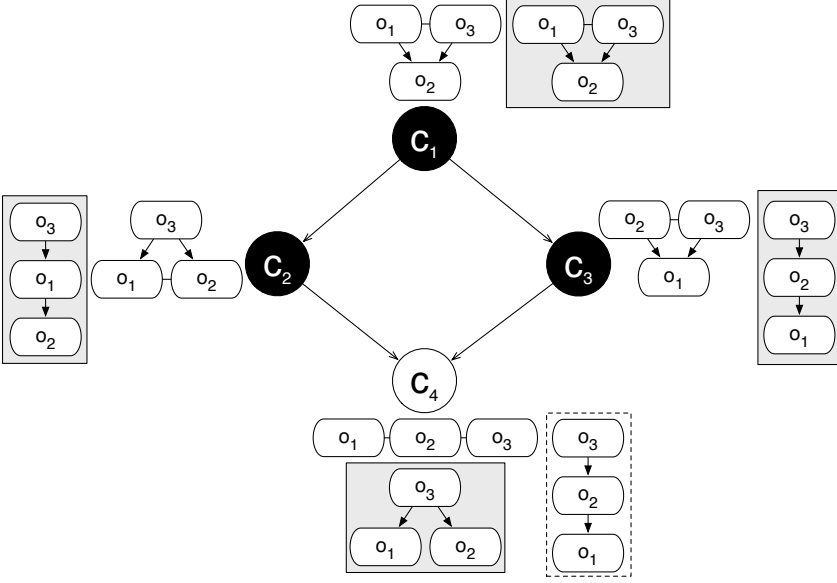 o1 o3 o1 o3
o2 o2
C1
o3 o3 o2 o3 o3
o1 o1 o2 C2 C3 o1 o2
o2 o1
C4
o1 o2 o3 o3
o3 o2
o1 o2 o1